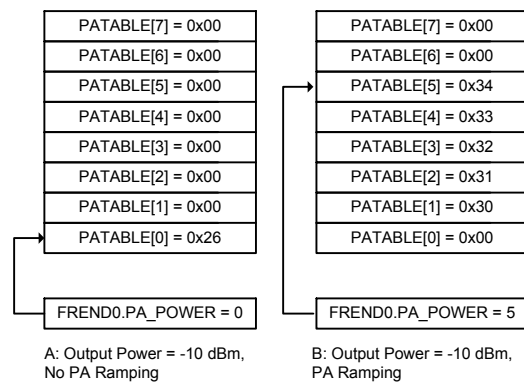 PATABLE[7] = 0x00
PATABLE[6] = 0x00
PATABLE[5] = 0x00
PATABLE[4] = 0x00
PATABLE[3] = 0x00
PATABLE[2] = 0x00
PATABLE[1] = 0x00
PATABLE[0] = 0x26
FREND0.PA_POWER = 0
A: Output Power = -10 dBm,
No PA Ramping
PATABLE[7] = 0x00
PATABLE[6] = 0x00
PATABLE[5] = 0x34
PATABLE[4] = 0x33
PATABLE[3] = 0x32
PATABLE[2] = 0x31
PATABLE[1] = 0x30
PATABLE[0] = 0x00
FREND0.PA_POWER = 5
B: Output Power = -10 dBm,
PA Ramping